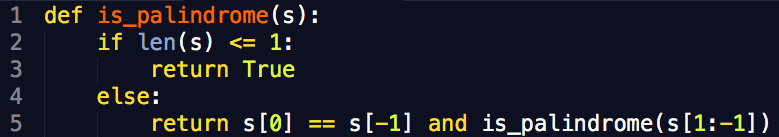 1 def is_palindrome(s):
2     if len(s) <= 1:
3         return True
4     else:
5         return s[0] == s[-1] and is_palindrome(s[1:-1])